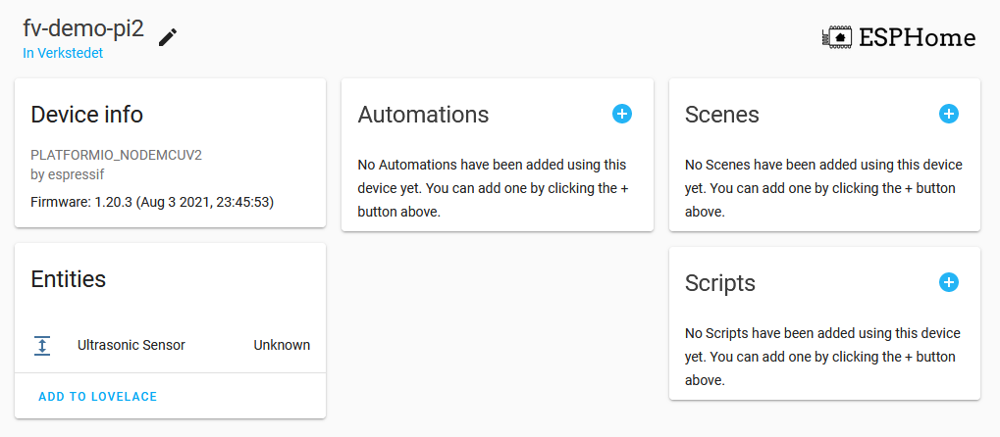 fv-demo-pi2
In Verkstedet
ESPHome
Device info
PLATFORMIO_NODEMCUV2
by espressif
Firmware: 1.20.3 (Aug 3 2021, 23:45:53)
Entities
Ultrasonic Sensor Unknown
ADD TO LOVELACE
Automations
No Automations have been added using this
device yet. You can add one by clicking the +
button above.
Scenes
No Scenes have been added using this device
yet. You can add one by clicking the + button
above.
Scripts
No Scripts have been added using this device
yet. You can add one by clicking the + button
above.